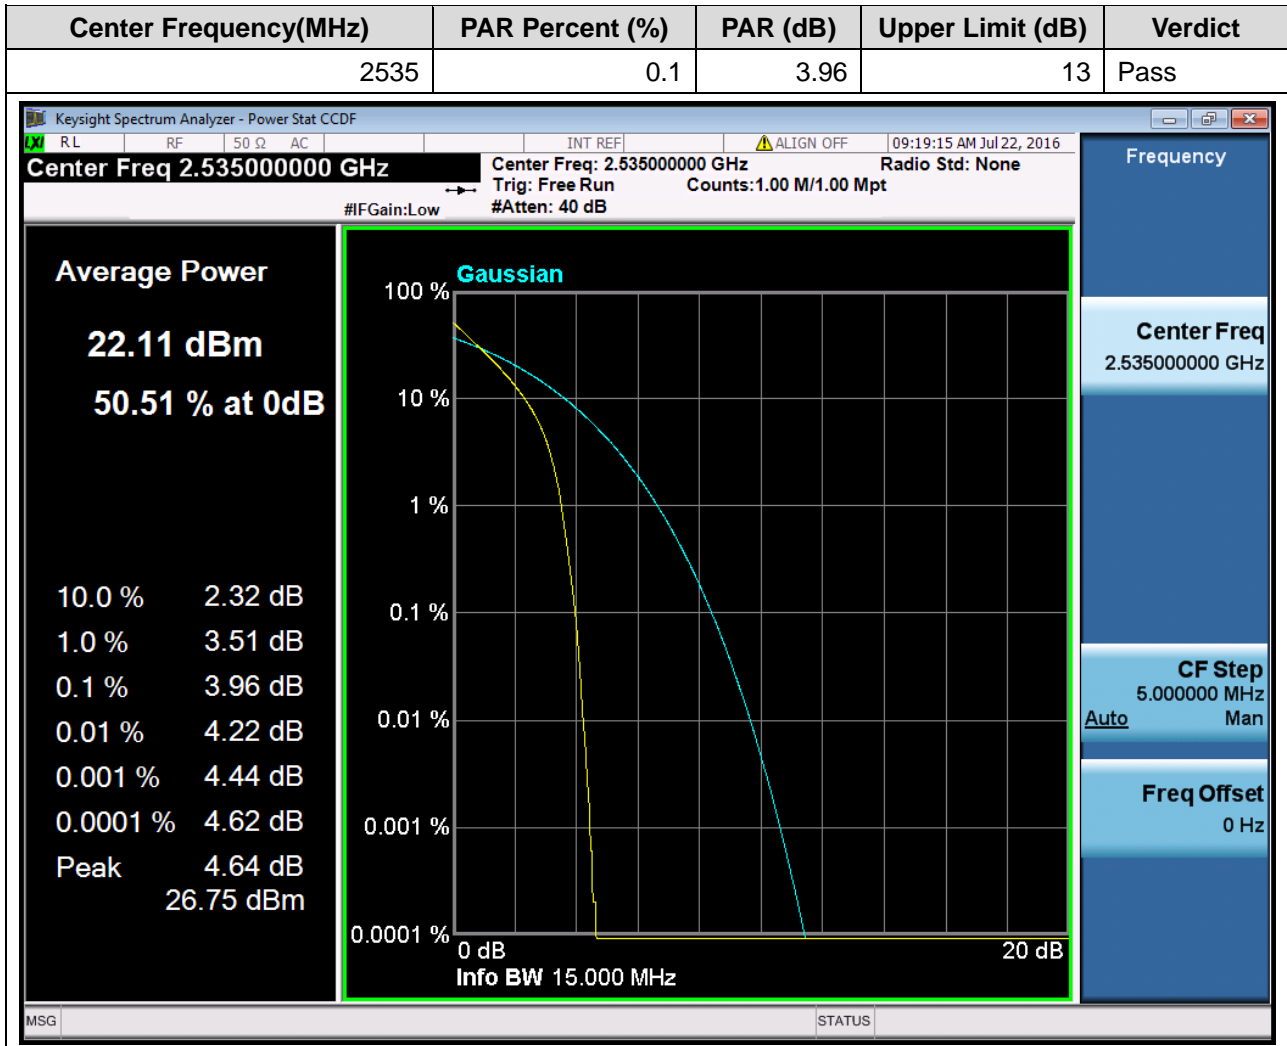 Center Frequency(MHz) PAR Percent (%) PAR (dB) Upper Limit (dB) Verdict
2535 0.1 3.96 13 Pass
Keysight Spectrum Analyzer - Power Stat CCDF
LXI RL RF 50 Ω AC INT REF ALIGN OFF 09:19:15 AM Jul 22, 2016
Center Freq 2.535000000 GHz
Center Freq: 2.535000000 GHz Radio Std: None
Trig: Free Run Counts:1.00 M/1.00 Mpt
#IFGain:Low #Atten: 40 dB
Average Power
22.11 dBm
50.51 % at 0dB
10.0 % 2.32 dB
1.0 % 3.51 dB
0.1 % 3.96 dB
0.01 % 4.22 dB
0.001 % 4.44 dB
0.0001 % 4.62 dB
Peak 4.64 dB
26.75 dBm
Gaussian
100 %
10 %
1 %
0.1 %
0.01 %
0.001 %
0.0001 %
0 dB 20 dB
Info BW 15.000 MHz
Frequency
Center Freq
2.535000000 GHz
CF Step
5.000000 MHz
Auto Man
Freq Offset
0 Hz
MSG STATUS